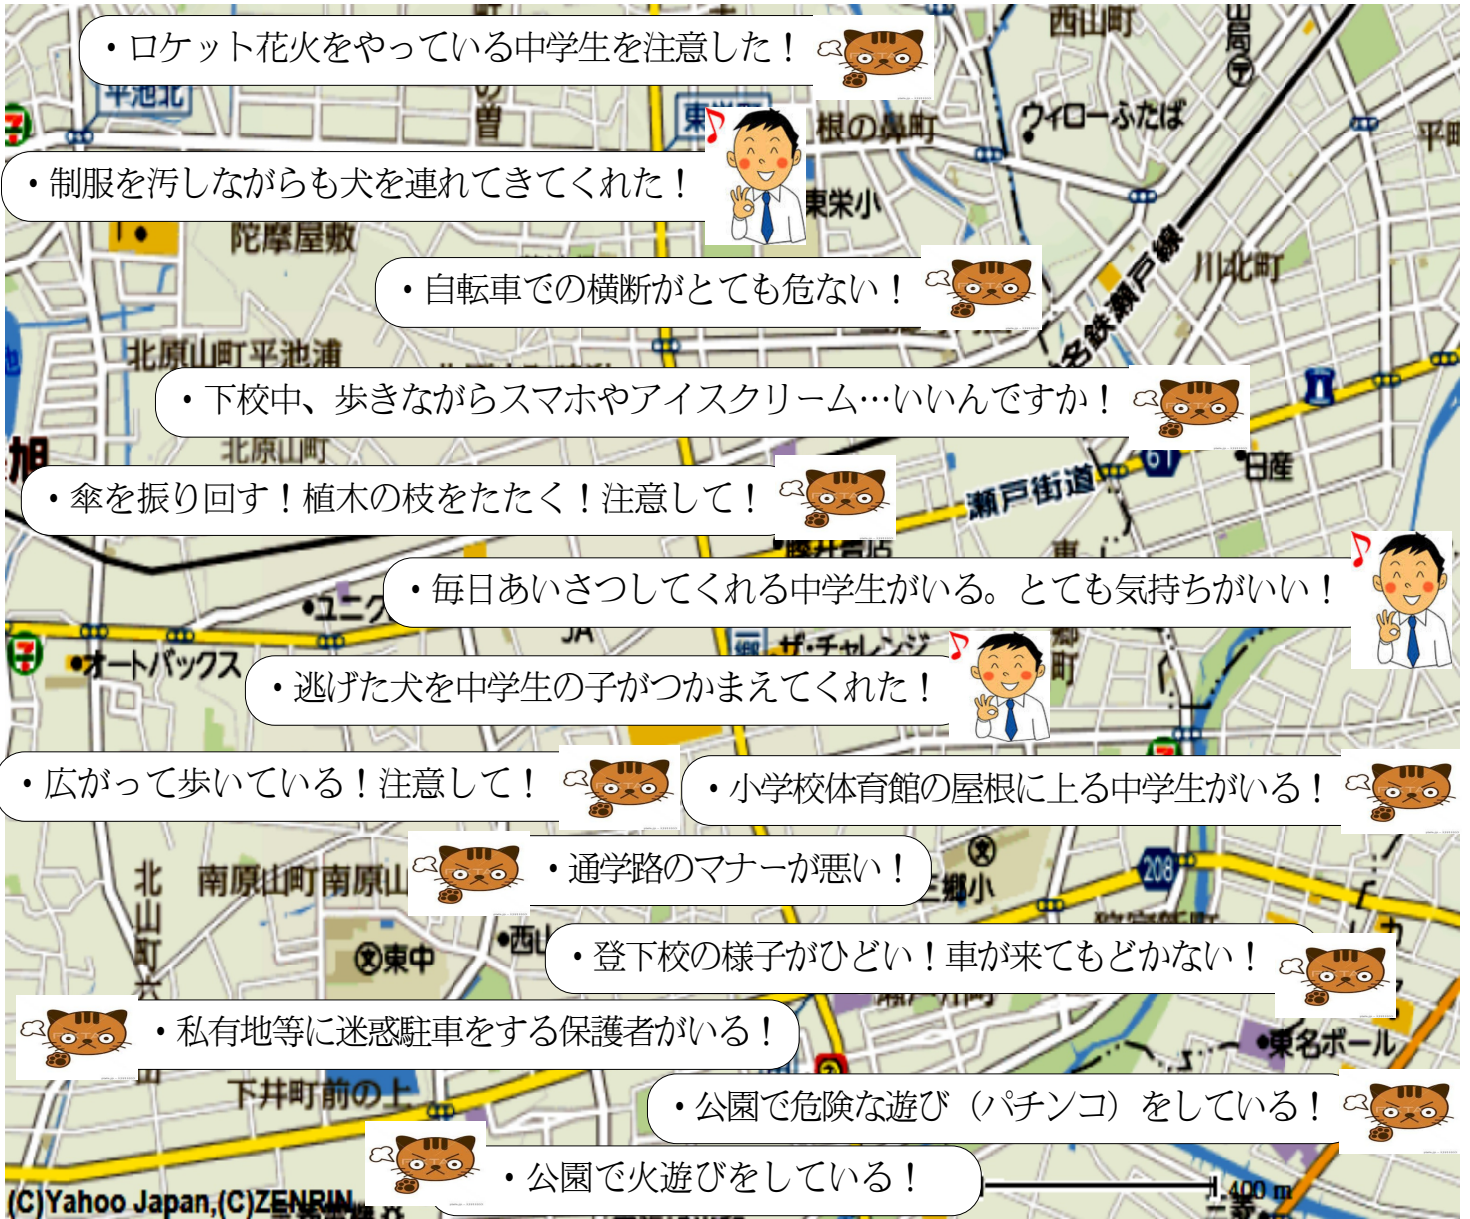 西山町
・ロケット花火をやっている中学生を注意した！
平池北
の曽
根の鼻町
ウィローふたば
・制服を汚しながらも犬を連れてきてくれた！
東栄小
陀摩屋敷
川北町
・自転車での横断がとても危ない！
名鉄瀬戸線
北原山町平池浦
・下校中、歩きながらスマホやアイスクリーム…いいんですか！
北原山町
旭
61
日産
・傘を振り回す！植木の枝をたたく！注意して！
瀬戸街道
藤井書店
・毎日あいさつしてくれる中学生がいる。とても気持ちがいい！
ユニク
JA
ザ・チャレンジ
オートバックス
・逃げた犬を中学生の子がつかまえてくれた！
・広がって歩いている！注意して！
・小学校体育館の屋根に上る中学生がいる！
・通学路のマナーが悪い！
南原山町南原山
208
三郷小
東中
・登下校の様子がひどい！車が来てもどかない！
・私有地等に迷惑駐車をする保護者がいる！
東名ボール
下井町前の上
・公園で危険な遊び（パチンコ）をしている！
・公園で火遊びをしている！
400 m
(C)Yahoo Japan,(C)ZENRIN